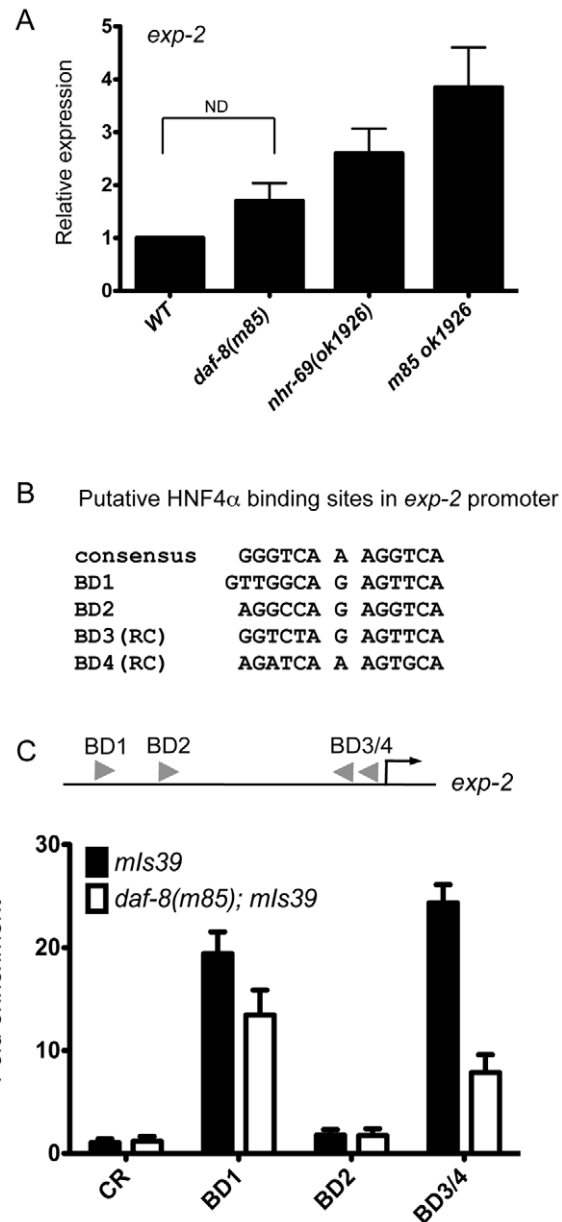 A
exp-2
Relative expression
5
4
3
2
1
0
ND
WT
daf-8(m85)
nhr-69(ok1926)
m85 ok1926
B
Putative HNF4α binding sites in exp-2 promoter
consensus GGGTCA A AGGTCA
BD1 GTTGGCA G AGTTCA
BD2 AGGCCA G AGTTCA
BD3(RC) GGTCTA G AGTTCA
BD4(RC) AGATCA A AGTGCA
C
BD1 BD2 BD3/4
exp-2
30
20
10
0
mIs39
daf-8(m85); mIs39
CR
BD1
BD2
BD3/4